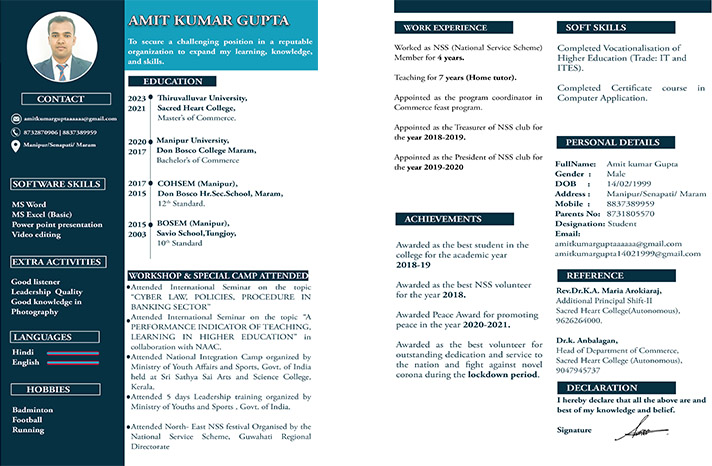 CONTACT
amitkumarguptaaaaaa@gmail.com
8732870906 | 8837389959
Manipur/Senapati/ Maram
SOFTWARE SKILLS
MS Word
MS Excel (Basic)
Power point presentation
Video editing
EXTRA ACTIVITIES
Good listener
Leadership Quality
Good knowledge in
Photography
LANGUAGES
Hindi
English
HOBBIES
Badminton
Football
Running
AMIT KUMAR GUPTA
To secure a challenging position in a reputable
organization to expand my learning, knowledge,
and skills.
EDUCATION
2023 Thiruvalluvar University,
2021 Sacred Heart College,
Master's of Commerce.
2020 Manipur University,
2017 Don Bosco College Maram,
Bachelor's of Commerce
2017 COHSEM (Manipur),
2015 Don Bosco Hr.Sec.School, Maram,
12th Standard.
2015 BOSEM (Manipur),
2003 Savio School,Tungjoy,
10th Standard
WORKSHOP & SPECIAL CAMP ATTENDED
•Attended International Seminar on the topic
"CYBER LAW, POLICIES, PROCEDURE IN
BANKING SECTOR"
•Attended International Seminar on the topic "A
PERFORMANCE INDICATOR OF TEACHING,
LEARNING IN HIGHER EDUCATION" in
collaboration with NAAC.
•Attended National Integration Camp organized by
Ministry of Youth Affairs and Sports, Govt. of India
held at Sri Sathya Sai Arts and Science College,
Kerala.
•Attended 5 days Leadership training organized by
Ministry of Youths and Sports , Govt. of India.
•Attended North- East NSS festival Organised by the
National Service Scheme, Guwahati Regional
Directorate
WORK EXPERIENCE
Worked as NSS (National Service Scheme)
Member for 4 years.
Teaching for 7 years (Home tutor).
Appointed as the program coordinator in
Commerce feast program.
Appointed as the Treasurer of NSS club for
the year 2018-2019.
Appointed as the President of NSS club for
the year 2019-2020
ACHIEVEMENTS
Awarded as the best student in the
college for the academic year
2018-19
Awarded as the best NSS volunteer
for the year 2018.
Awarded Peace Award for promoting
peace in the year 2020-2021.
Awarded as the best volunteer for
outstanding dedication and service to
the nation and fight against novel
corona during the lockdown period.
SOFT SKILLS
Completed Vocationalisation of
Higher Education (Trade: IT and
ITES).
Completed Certificate course in
Computer Application.
PERSONAL DETAILS
FullName: Amit kumar Gupta
Gender : Male
DOB : 14/02/1999
Address : Manipur/Senapati/ Maram
Mobile : 8837389959
Parents No: 8731805570
Designation: Student
Email:
amitkumarguptaaaaaa@gmail.com
amitkumargupta14021999@gmail.com
REFERENCE
Rev.Dr.K.A. Maria Arokiaraj,
Additional Principal Shift-II
Sacred Heart College(Autonomous),
9626264000.
Dr.k. Anbalagan,
Head of Department of Commerce,
Sacred Heart College (Autonomous),
9047945737
DECLARATION
I hereby declare that all the above are and
best of my knowledge and belief.
Signature